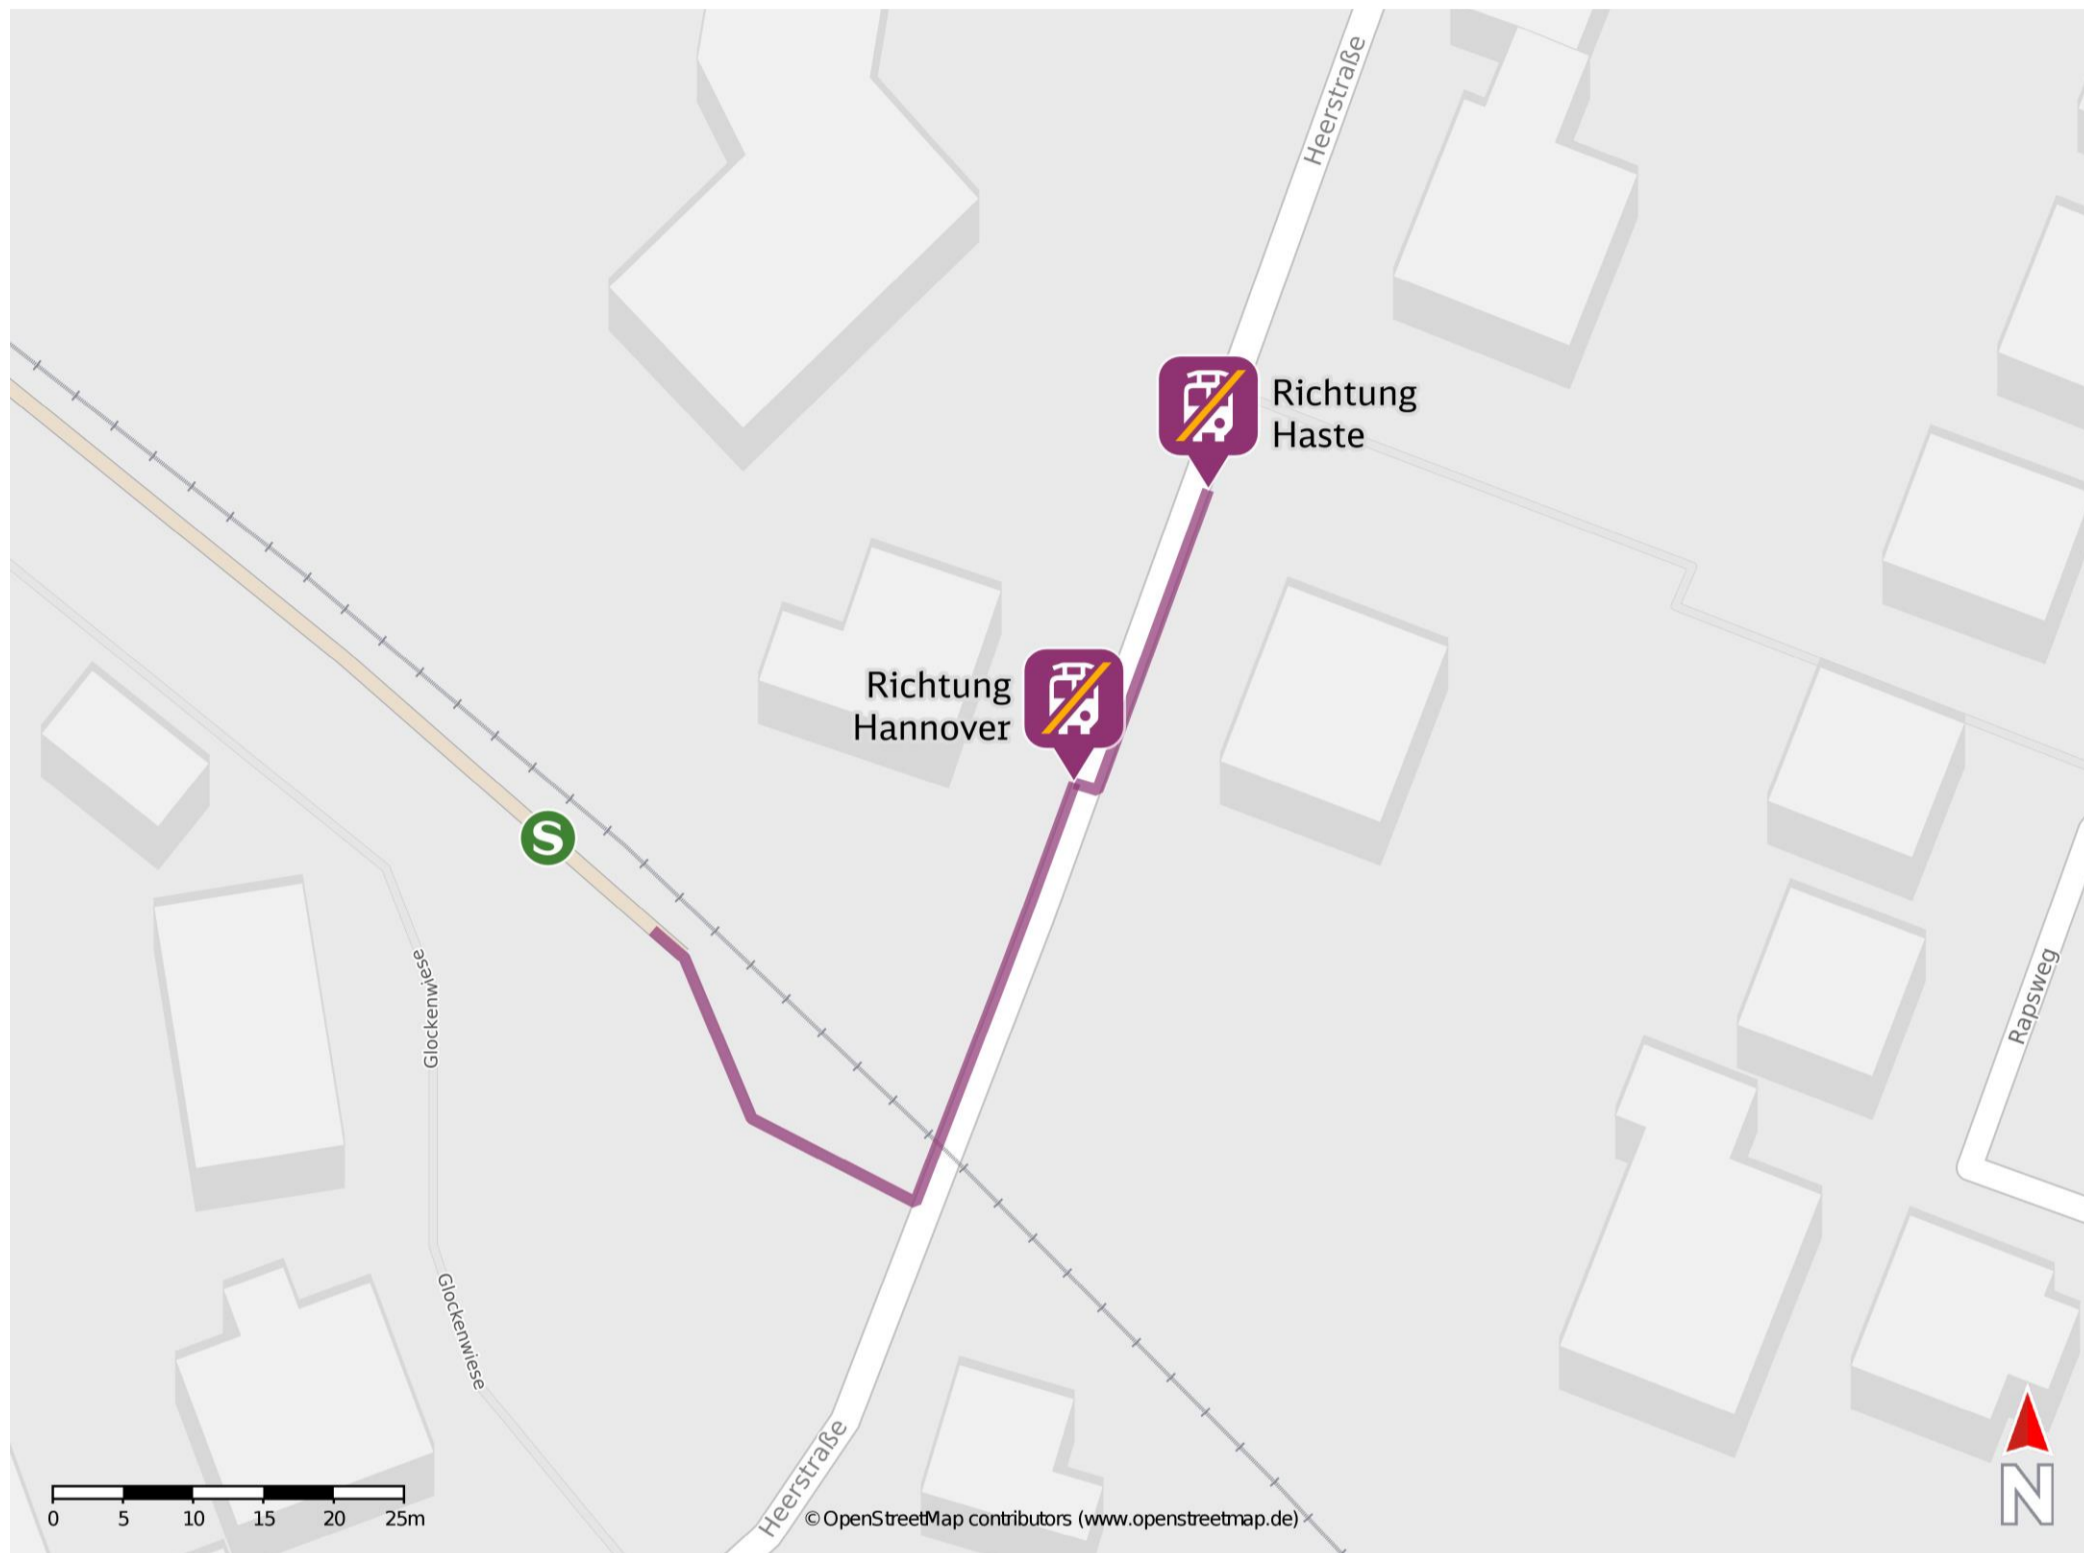 Heerstraße
Richtung
Haste
Richtung
Hannover
S
Glockenwiese
Rapsweg
Glockenwiese
Heerstraße
0 5 10 15 20 25m
© OpenStreetMap contributors (www.openstreetmap.de)
N